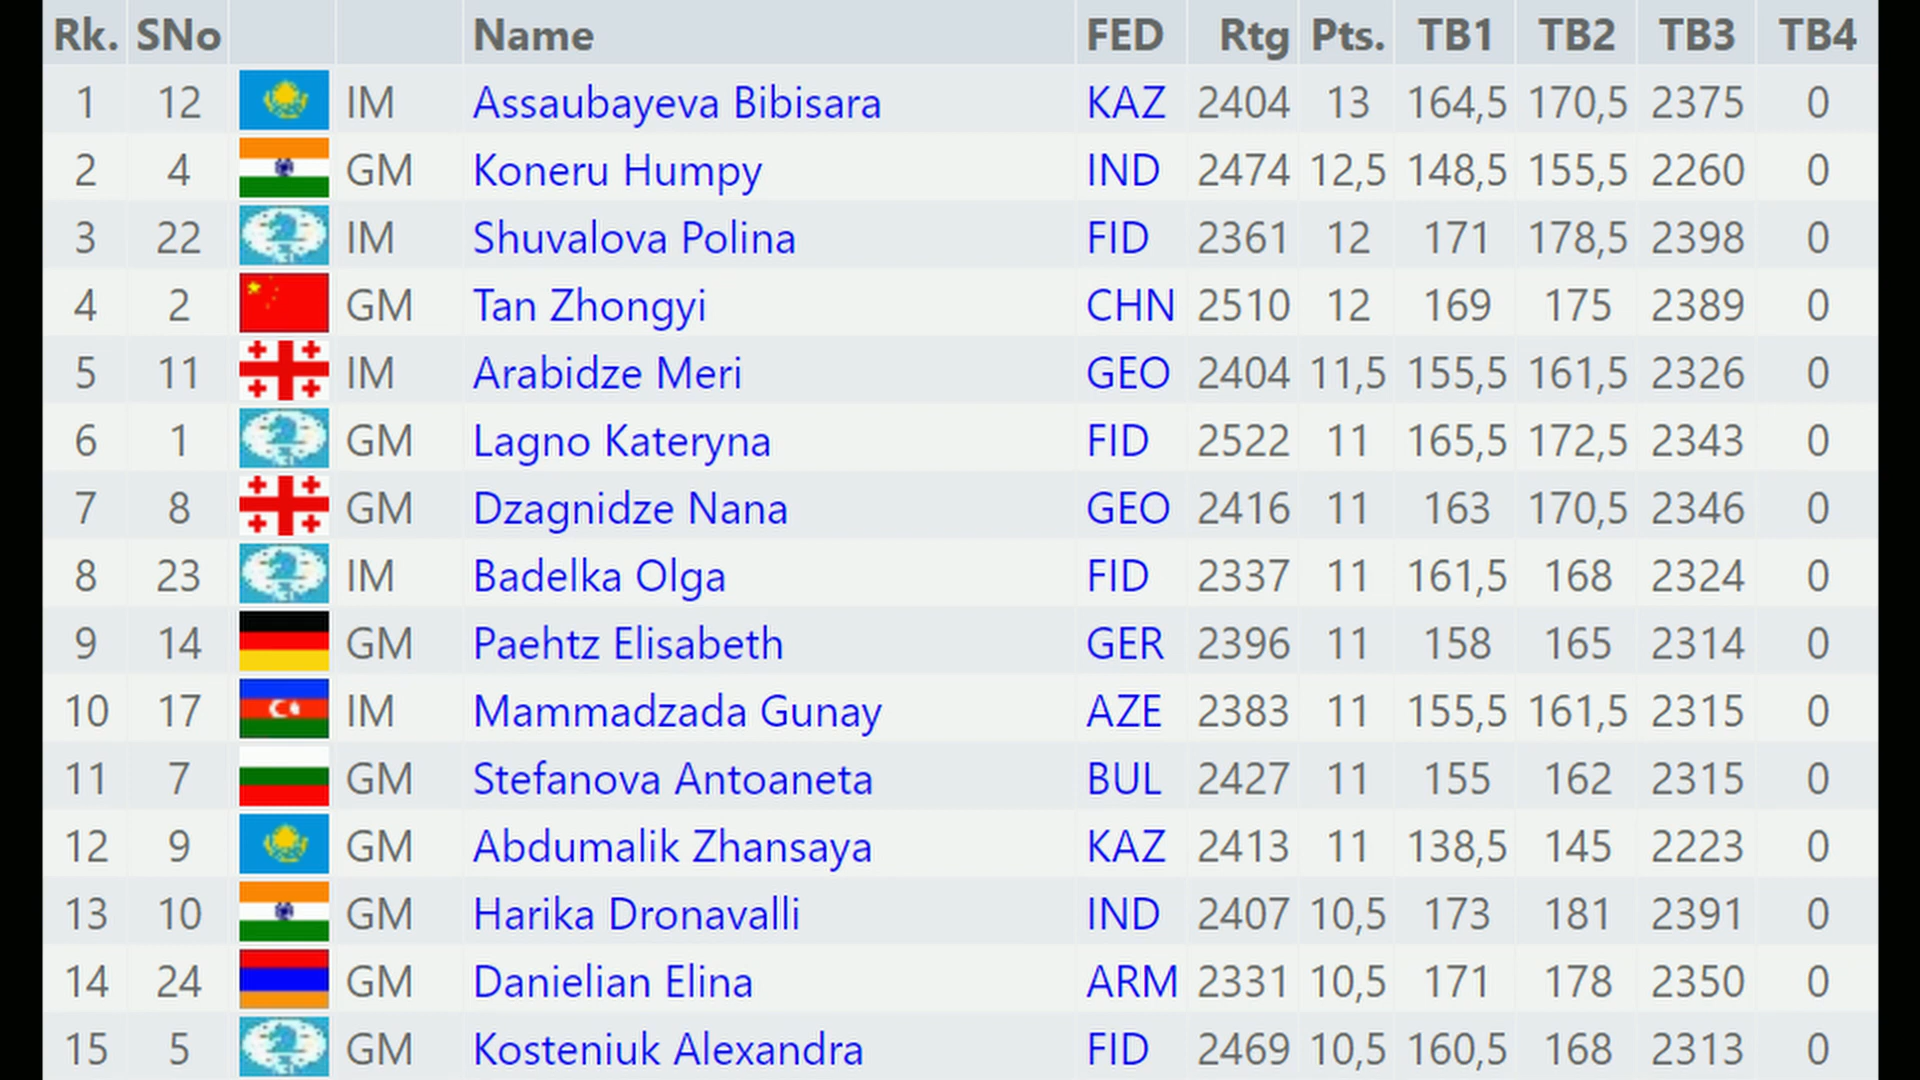 Rk. SNo Name FED Rtg Pts. TB1 TB2 TB3 TB4
1 12 IM Assaubayeva Bibisara KAZ 2404 13 164,5 170,5 2375 0
2 4 GM Koneru Humpy IND 2474 12,5 148,5 155,5 2260 0
3 22 IM Shuvalova Polina FID 2361 12 171 178,5 2398 0
4 2 GM Tan Zhongyi CHN 2510 12 169 175 2389 0
5 11 IM Arabidze Meri GEO 2404 11,5 155,5 161,5 2326 0
6 1 GM Lagno Kateryna FID 2522 11 165,5 172,5 2343 0
7 8 GM Dzagnidze Nana GEO 2416 11 163 170,5 2346 0
8 23 IM Badelka Olga FID 2337 11 161,5 168 2324 0
9 14 GM Paehtz Elisabeth GER 2396 11 158 165 2314 0
10 17 IM Mammadzada Gunay AZE 2383 11 155,5 161,5 2315 0
11 7 GM Stefanova Antoaneta BUL 2427 11 155 162 2315 0
12 9 GM Abdumalik Zhansaya KAZ 2413 11 138,5 145 2223 0
13 10 GM Harika Dronavalli IND 2407 10,5 173 181 2391 0
14 24 GM Danielian Elina ARM 2331 10,5 171 178 2350 0
15 5 GM Kosteniuk Alexandra FID 2469 10,5 160,5 168 2313 0